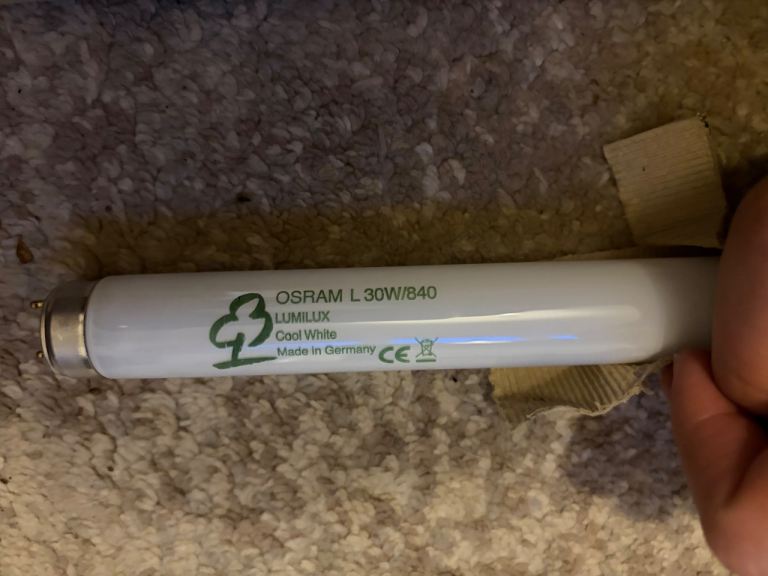 OSRAM L 30W/840
LUMILUX
Cool White
Made in Germany CE